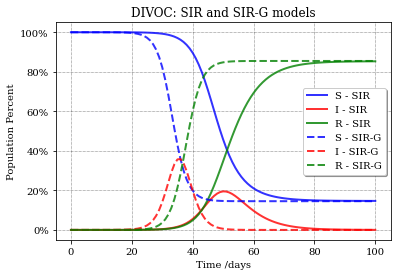 DIVOC: SIR and SIR-G models
Population Percent
100%
80%
60%
40%
20%
0%
S - SIR
I - SIR
R - SIR
S - SIR-G
I - SIR-G
R - SIR-G
0 20 40 60 80 100
Time /days